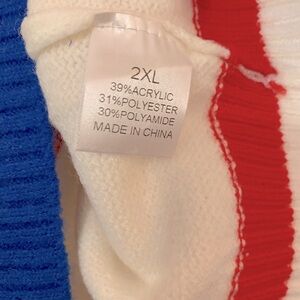 2XL
39%ACRYLIC
31%POLYESTER
30%POLYAMIDE
MADE IN CHINA